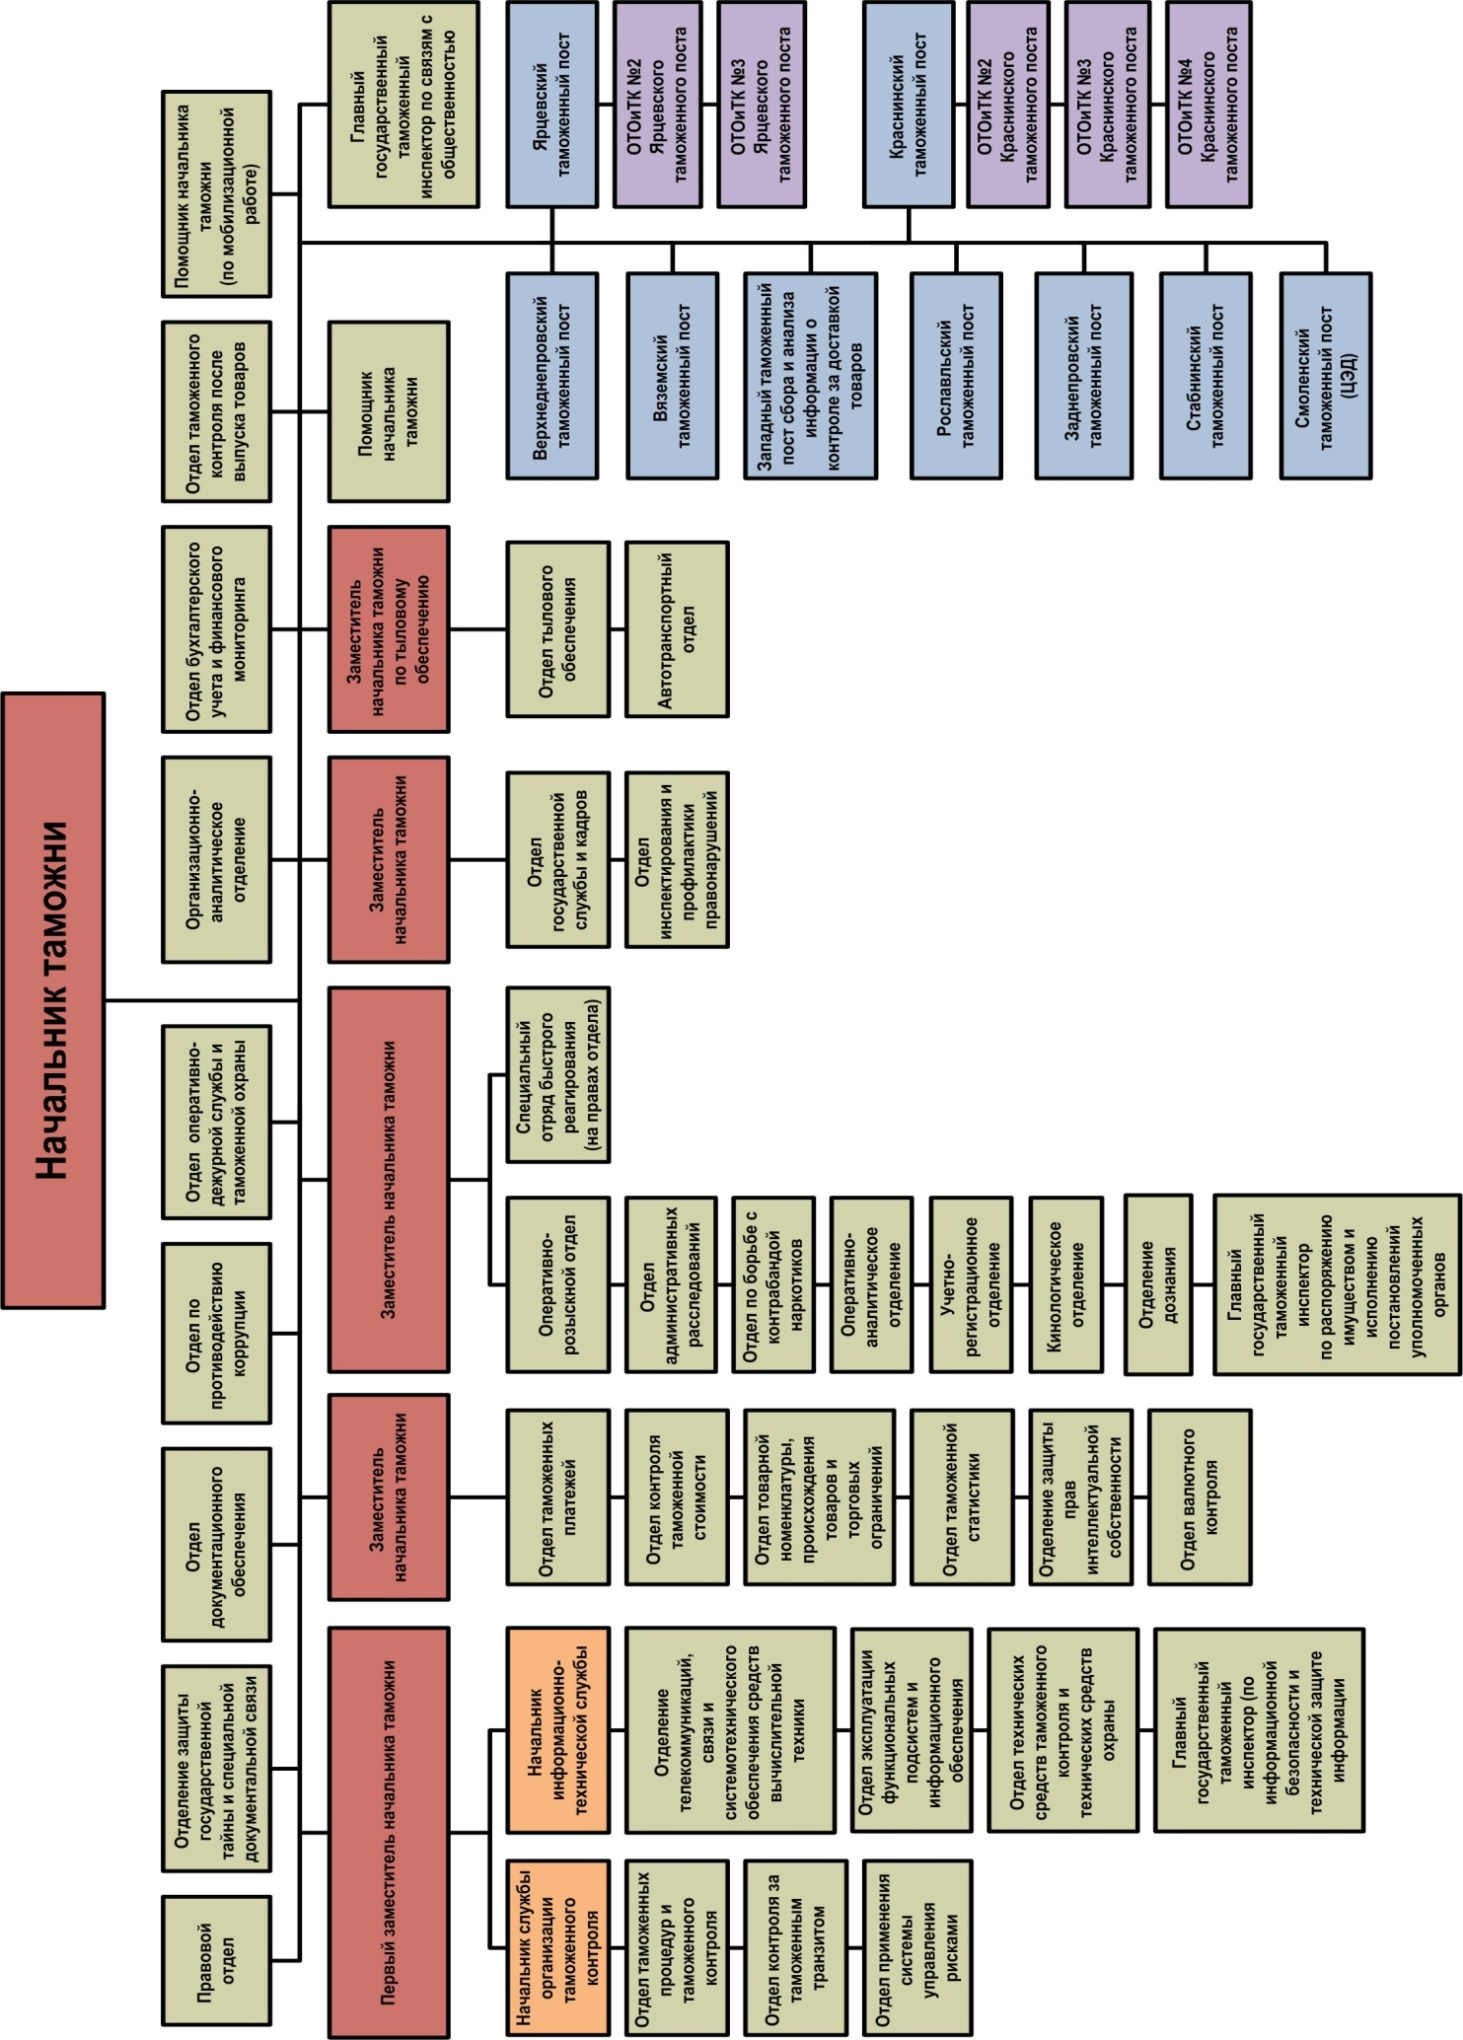 Начальник таможни
Правовой
отдел
Отделение защиты
государственной
тайны и специальной
документальной связи
Отдел
документационного
обеспечения
Отдел по
противодействию
коррупции
Отдел оперативно-
дежурной службы и
таможенной охраны
Организационно-
аналитическое
отделение
Отдел бухгалтерского
учета и финансового
мониторинга
Отдел таможенного
контроля после
выпуска товаров
Помощник начальника
таможни
(по мобилизационной
работе)
Первый заместитель начальника таможни
Заместитель
начальника таможни
Заместитель начальника таможни
Заместитель
начальника таможни
Заместитель
начальника таможни
по тыловому
обеспечению
Помощник
начальника
таможни
Главный
государственный
таможенный
инспектор по связям с
общественностью
Начальник службы
организации
таможенного
контроля
Отдел таможенных
процедур и
таможенного
контроля
Отдел контроля за
таможенным
транзитом
Отдел применения
системы
управления
рисками
Начальник
информационно-
технической службы
Отделение
телекоммуникаций,
связи и
системотехнического
обеспечения средств
вычислительной
техники
Отдел эксплуатации
функциональных
подсистем и
информационного
обеспечения
Отдел технических
средств таможенного
контроля и
технических средств
охраны
Главный
государственный
таможенный
инспектор (по
информационной
безопасности и
технической защите
информации
Отдел таможенных
платежей
Отдел контроля
таможенной
стоимости
Отдел товарной
номенклатуры,
происхождения
товаров и
торговых
ограничений
Отдел таможенной
статистики
Отделение защиты
прав
интеллектуальной
собственности
Отдел валютного
контроля
Оперативно-
розыскной отдел
Отдел
административных
расследований
Отдел по борьбе с
контрабандой
наркотиков
Оперативно-
аналитическое
отделение
Учетно-
регистрационное
отделение
Кинологическое
отделение
Отделение
дознания
Главный
государственный
таможенный
инспектор
по распоряжению
имуществом и
исполнению
постановлений
уполномоченных
органов
Специальный
отряд быстрого
реагирования
(на правах отдела)
Отдел
государственной
службы и кадров
Отдел
инспектирования и
профилактики
правонарушений
Отдел тылового
обеспечения
Автотранспортный
отдел
Верхнеднепровский
таможенный пост
Вяземский
таможенный пост
Западный таможенный
пост сбора и анализа
информации о
контроле за доставкой
товаров
Рославльский
таможенный пост
Заднепровский
таможенный пост
Стабнинский
таможенный пост
Смоленский
таможенный пост
(ЦЭД)
Ярцевский
таможенный пост
ОТОиТК №2
Ярцевского
таможенного поста
ОТОиТК №3
Ярцевского
таможенного поста
Краснинский
таможенный пост
ОТОиТК №2
Краснинского
таможенного поста
ОТОиТК №3
Краснинского
таможенного поста
ОТОиТК №4
Краснинского
таможенного поста